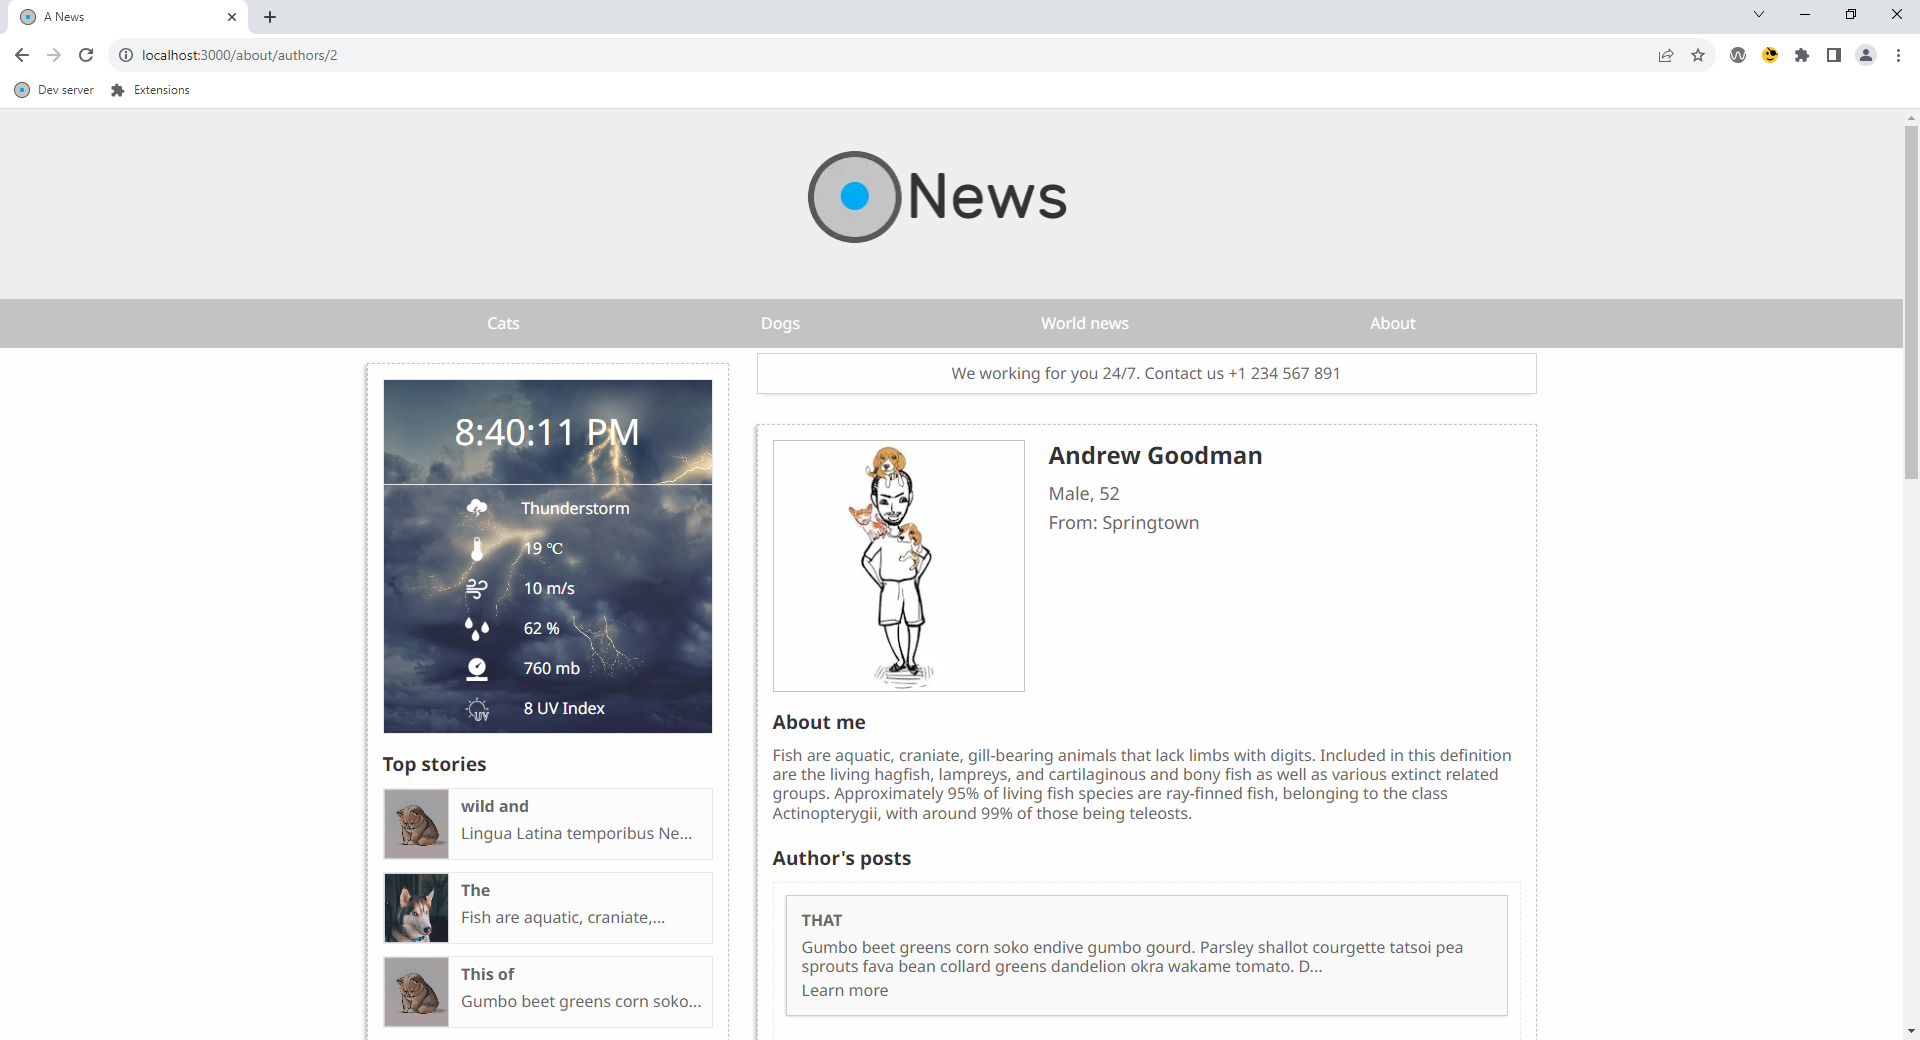 A News
localhost:3000/about/authors/2
Dev server
Extensions
News
Cats
Dogs
World news
About
8:40:11 PM
Thunderstorm
19 °C
10 m/s
62 %
760 mb
UV
8 UV Index
Top stories
wild and
Lingua Latina temporibus Ne...
The
Fish are aquatic, craniate,...
This of
Gumbo beet greens corn soko...
We working for you 24/7. Contact us +1 234 567 891
Andrew Goodman
Male, 52
From: Springtown
About me
Fish are aquatic, craniate, gill-bearing animals that lack limbs with digits. Included in this definition
are the living hagfish, lampreys, and cartilaginous and bony fish as well as various extinct related
groups. Approximately 95% of living fish species are ray-finned fish, belonging to the class
Actinopterygii, with around 99% of those being teleosts.
Author's posts
THAT
Gumbo beet greens corn soko endive gumbo gourd. Parsley shallot courgette tatsoi pea
sprouts fava bean collard greens dandelion okra wakame tomato. D...
Learn more